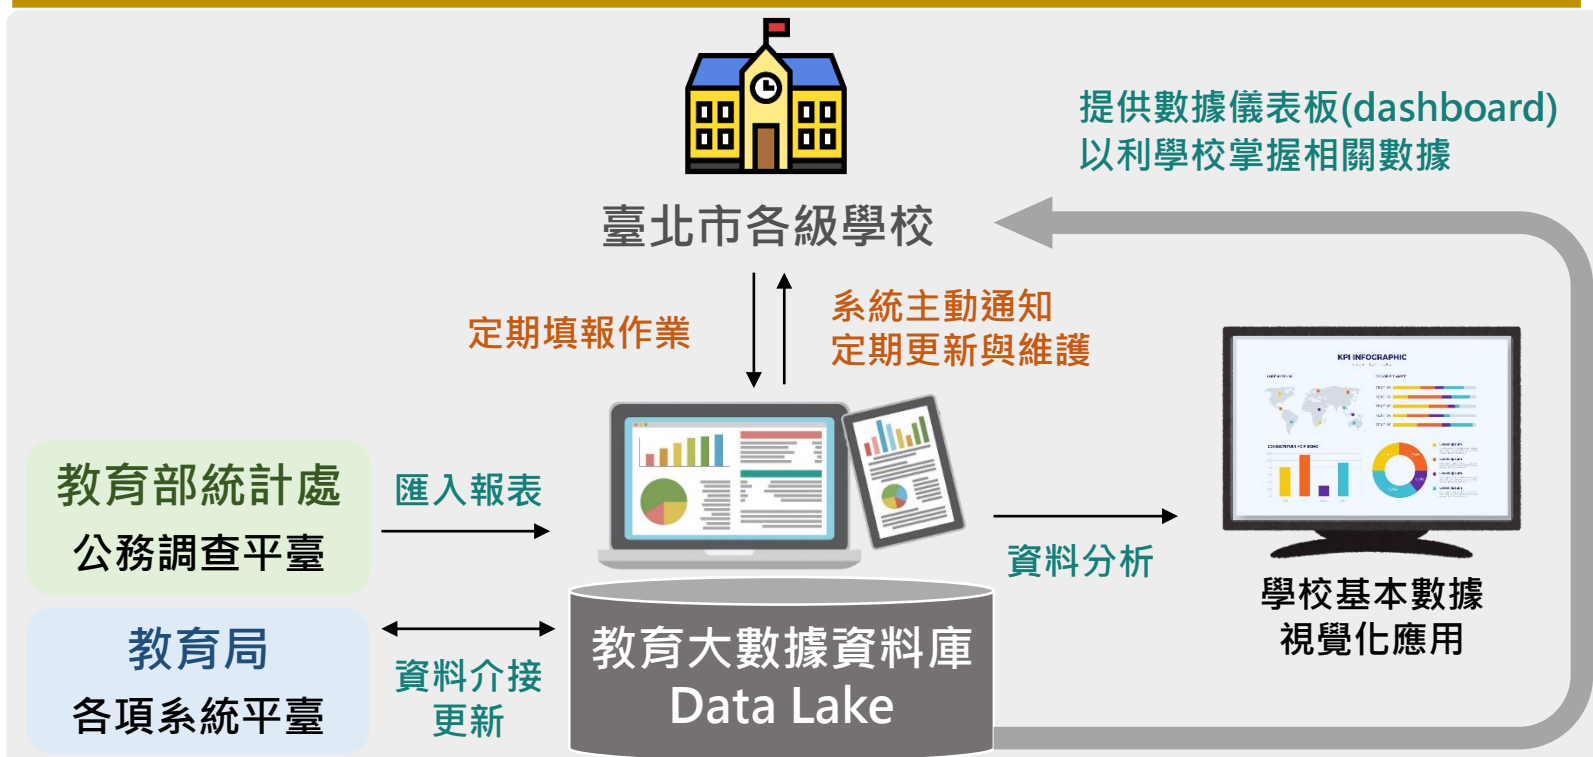 提供數據儀表板(dashboard)
以利學校掌握相關數據
臺北市各級學校
定期填報作業
系統主動通知
定期更新與維護
KPI INFOGRAPHIC
教育部統計處
公務調查平臺
匯入報表
資料分析
學校基本數據
視覺化應用
教育局
各項系統平臺
資料介接
更新
教育大數據資料庫
Data Lake